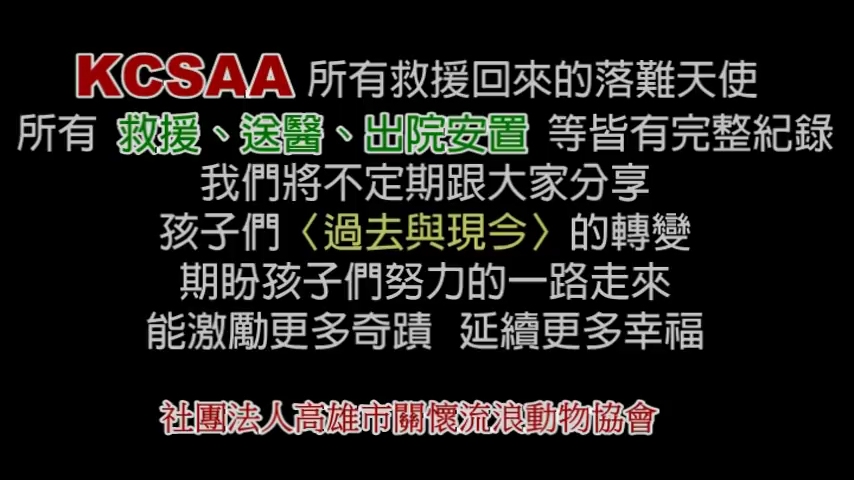 KCSAA 所有救援回來的落難天使
所有 救援、送醫、出院安置 等皆有完整紀錄
我們將不定期跟大家分享
孩子們〈過去與現今〉的轉變
期盼孩子們努力的一路走來
能激勵更多奇蹟 延續更多幸福
社團法人高雄市關懷流浪動物協會